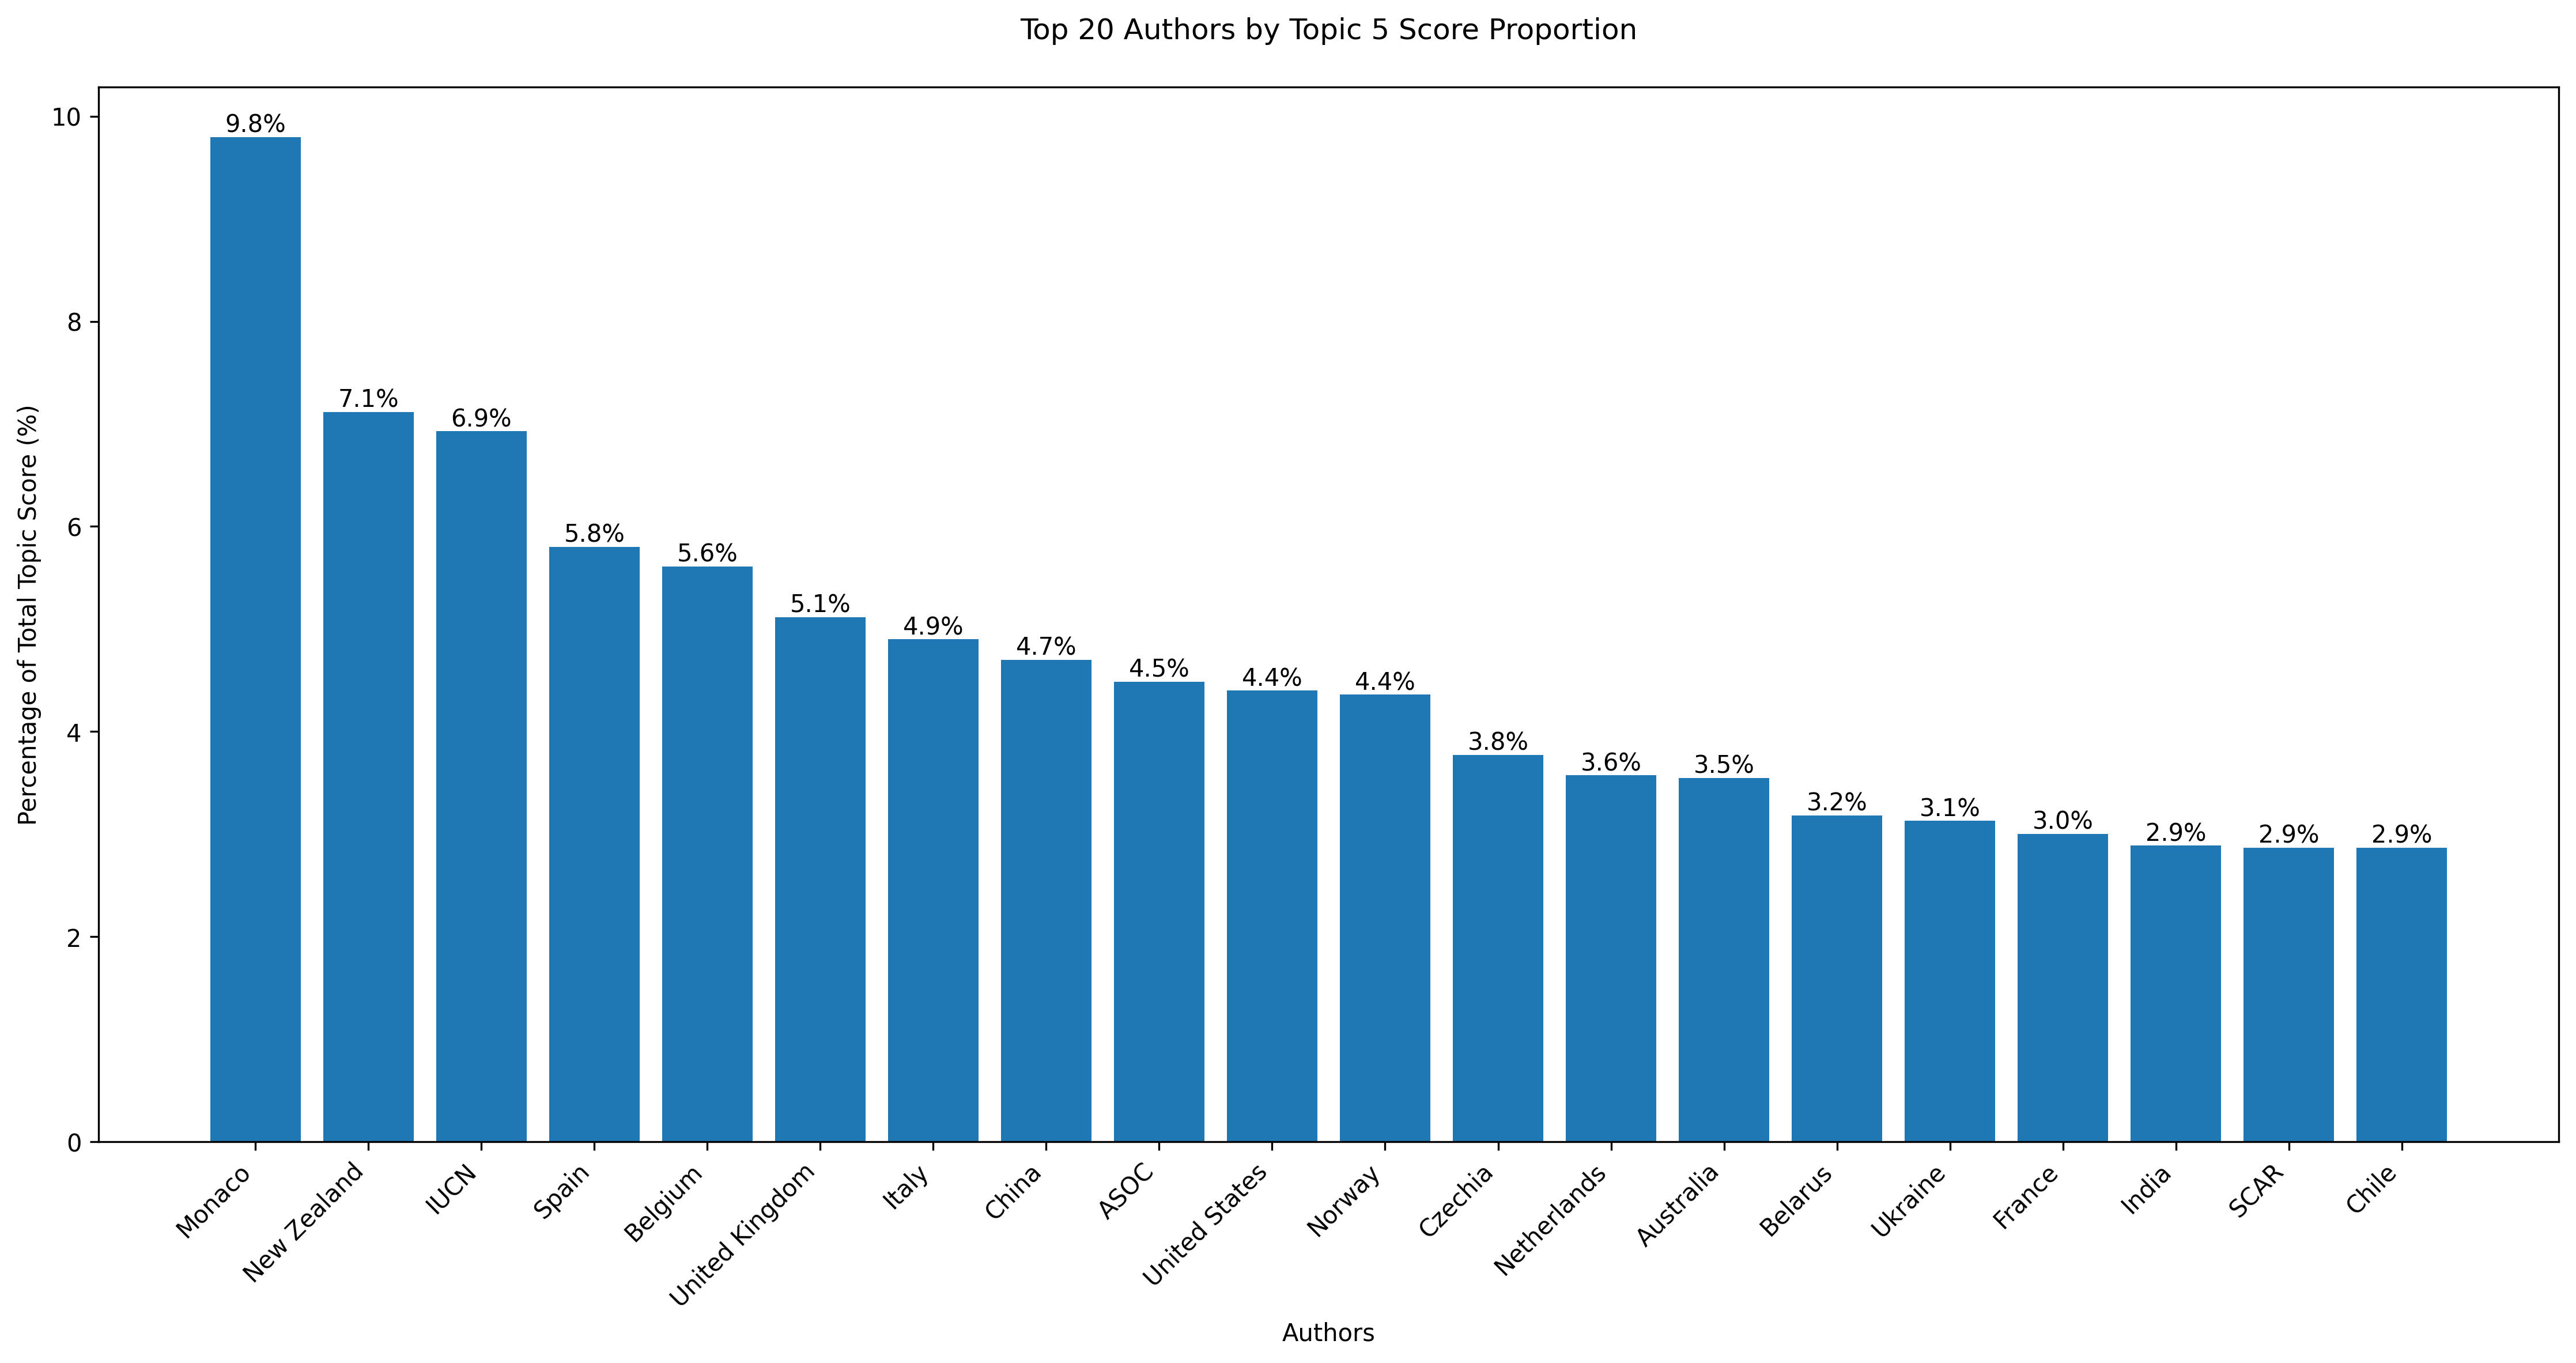 Top 20 Authors by Topic 5 Score Proportion
Percentage of Total Topic Score (%)
10
8
6
4
2
0
9.8%
7.1%
6.9%
5.8%
5.6%
5.1%
4.9%
4.7%
4.5%
4.4%
4.4%
3.8%
3.6%
3.5%
3.2%
3.1%
3.0%
2.9%
2.9%
2.9%
Monaco
New Zealand
IUCN
Spain
Belgium
United Kingdom
Italy
China
ASOC
United States
Norway
Czechia
Netherlands
Australia
Belarus
Ukraine
France
India
SCAR
Chile
Authors